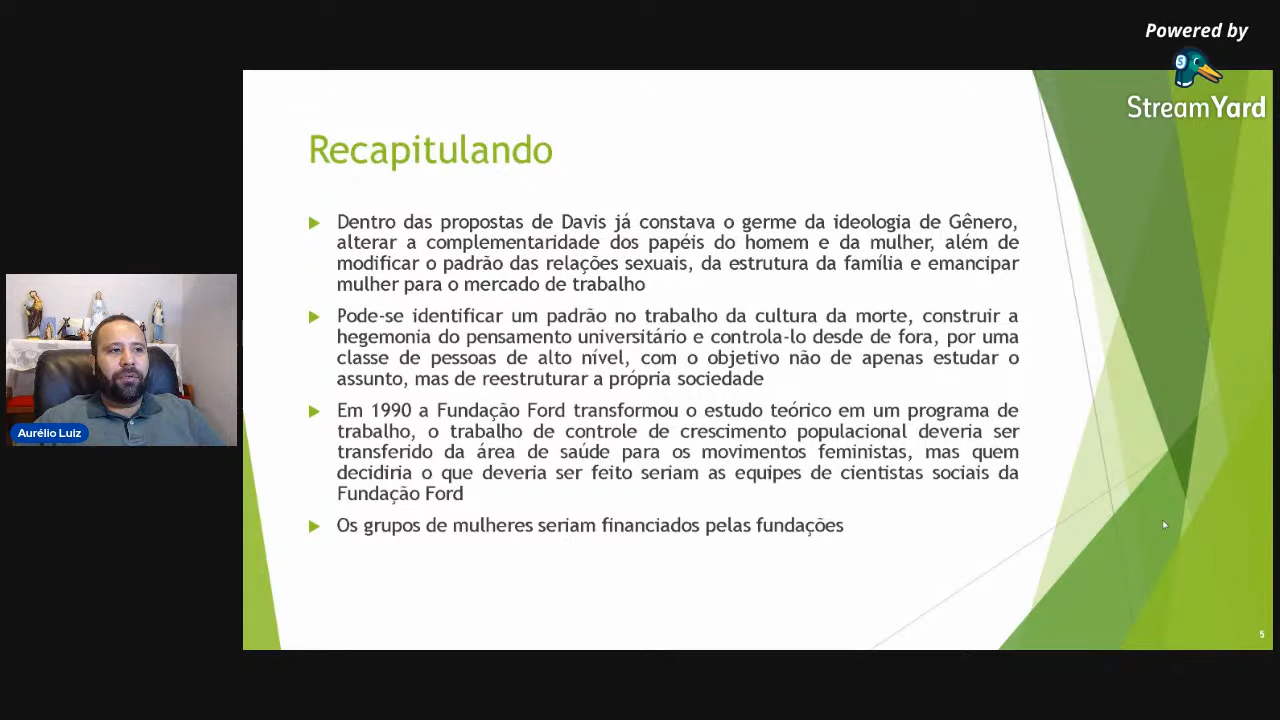 Powered by
StreamYard
Recapitulando
Dentro das propostas de Davis já constava o germe da ideologia de Gênero,
alterar a complementaridade dos papéis do homem e da mulher, além de
modificar o padrão das relações sexuais, da estrutura da família e emancipar
mulher para o mercado de trabalho
Pode-se identificar um padrão no trabalho da cultura da morte, construir a
hegemonia do pensamento universitário e controla-lo desde de fora, por uma
classe de pessoas de alto nível, com o objetivo não de apenas estudar o
assunto, mas de reestruturar a própria sociedade
Em 1990 a Fundação Ford transformou o estudo teórico em um programa de
trabalho, o trabalho de controle de crescimento populacional deveria ser
transferido da área de saúde para os movimentos feministas, mas quem
decidiria o que deveria ser feito seriam as equipes de cientistas sociais da
Fundação Ford
Os grupos de mulheres seriam financiados pelas fundações
Aurélio Luiz
5